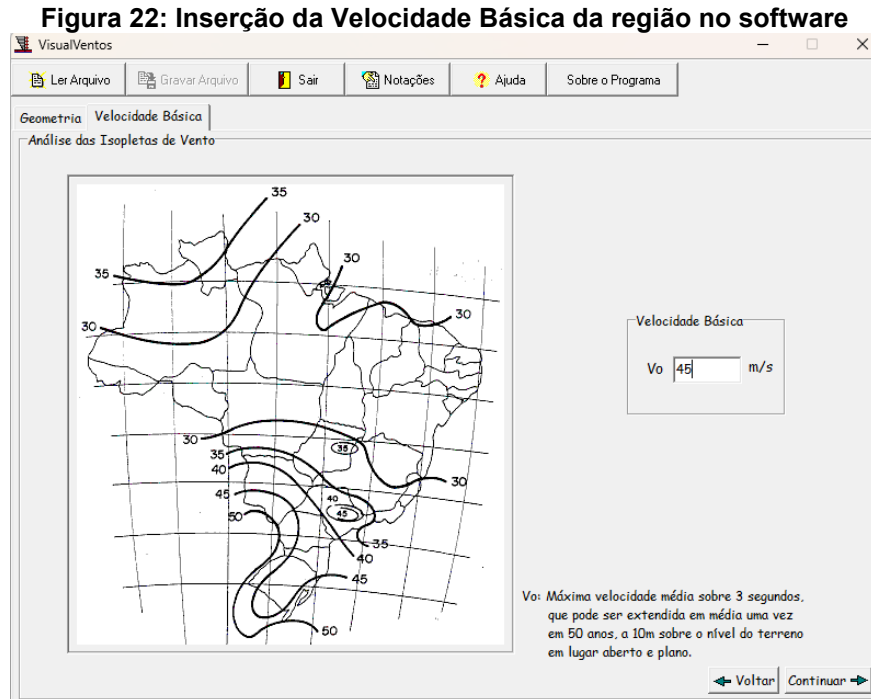 Figura 22: Inserção da Velocidade Básica da região no software
VisualVentos
Ler Arquivo
Gravar Arquivo
Sair
Notações
Ajuda
Sobre o Programa
Geometria
Velocidade Básica
Análise das Isopletas de Vento
35
30
30
35
30
30
30
35
35
40
30
45
40
45
50
35
40
45
50
Velocidade Básica
Vo 45 m/s
Vo: Máxima velocidade média sobre 3 segundos,
que pode ser extendida em média uma vez
em 50 anos, a 10m sobre o nível do terreno
em lugar aberto e plano.
Voltar
Continuar